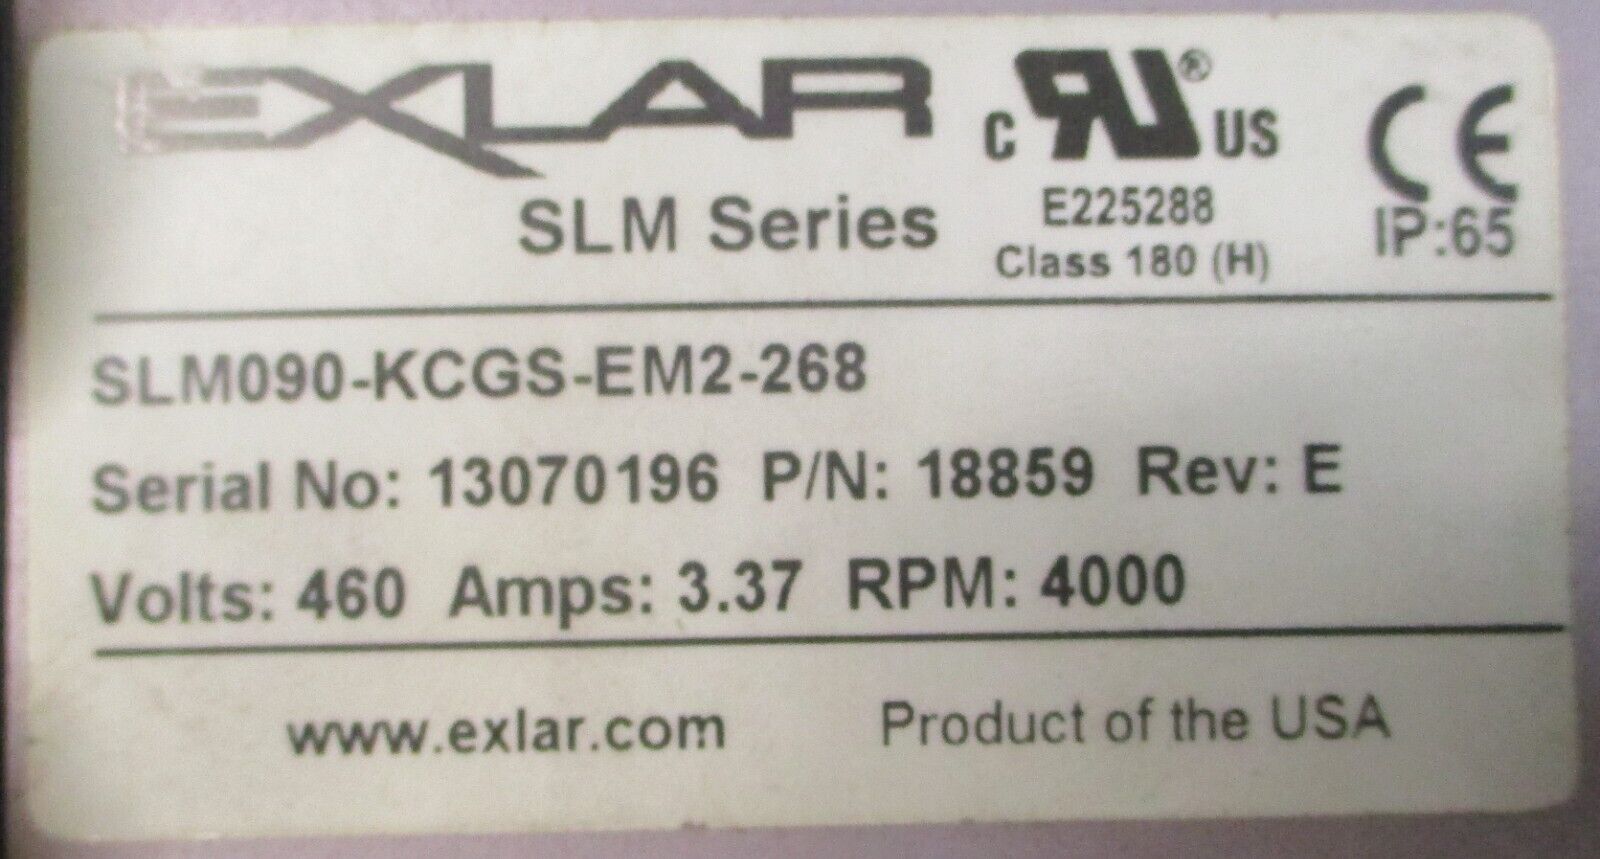 EXLAR
SLM Series
C RU® US
E225288
Class 180 (H)
CE
IP:65
SLM090-KCGS-EM2-268
Serial No: 13070196 P/N: 18859 Rev: E
Volts: 460 Amps: 3.37 RPM: 4000
www.exlar.com
Product of the USA